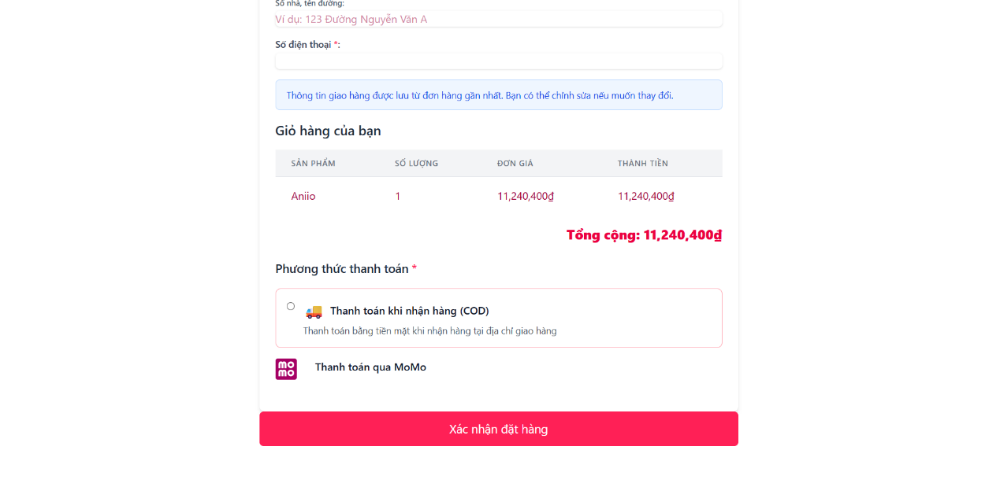 Số nhà, tên đường:
Ví dụ: 123 Đường Nguyễn Văn A
Số điện thoại *:
Thông tin giao hàng được lưu từ đơn hàng gần nhất. Bạn có thể chỉnh sửa nếu muốn thay đổi.
Giỏ hàng của bạn
SẢN PHẨM SỐ LƯỢNG ĐƠN GIÁ THÀNH TIỀN
Aniio 1 11,240,400₫ 11,240,400₫
Tổng cộng: 11,240,400₫
Phương thức thanh toán *
Thanh toán khi nhận hàng (COD)
Thanh toán bằng tiền mặt khi nhận hàng tại địa chỉ giao hàng
mo
mo
Thanh toán qua MoMo
Xác nhận đặt hàng